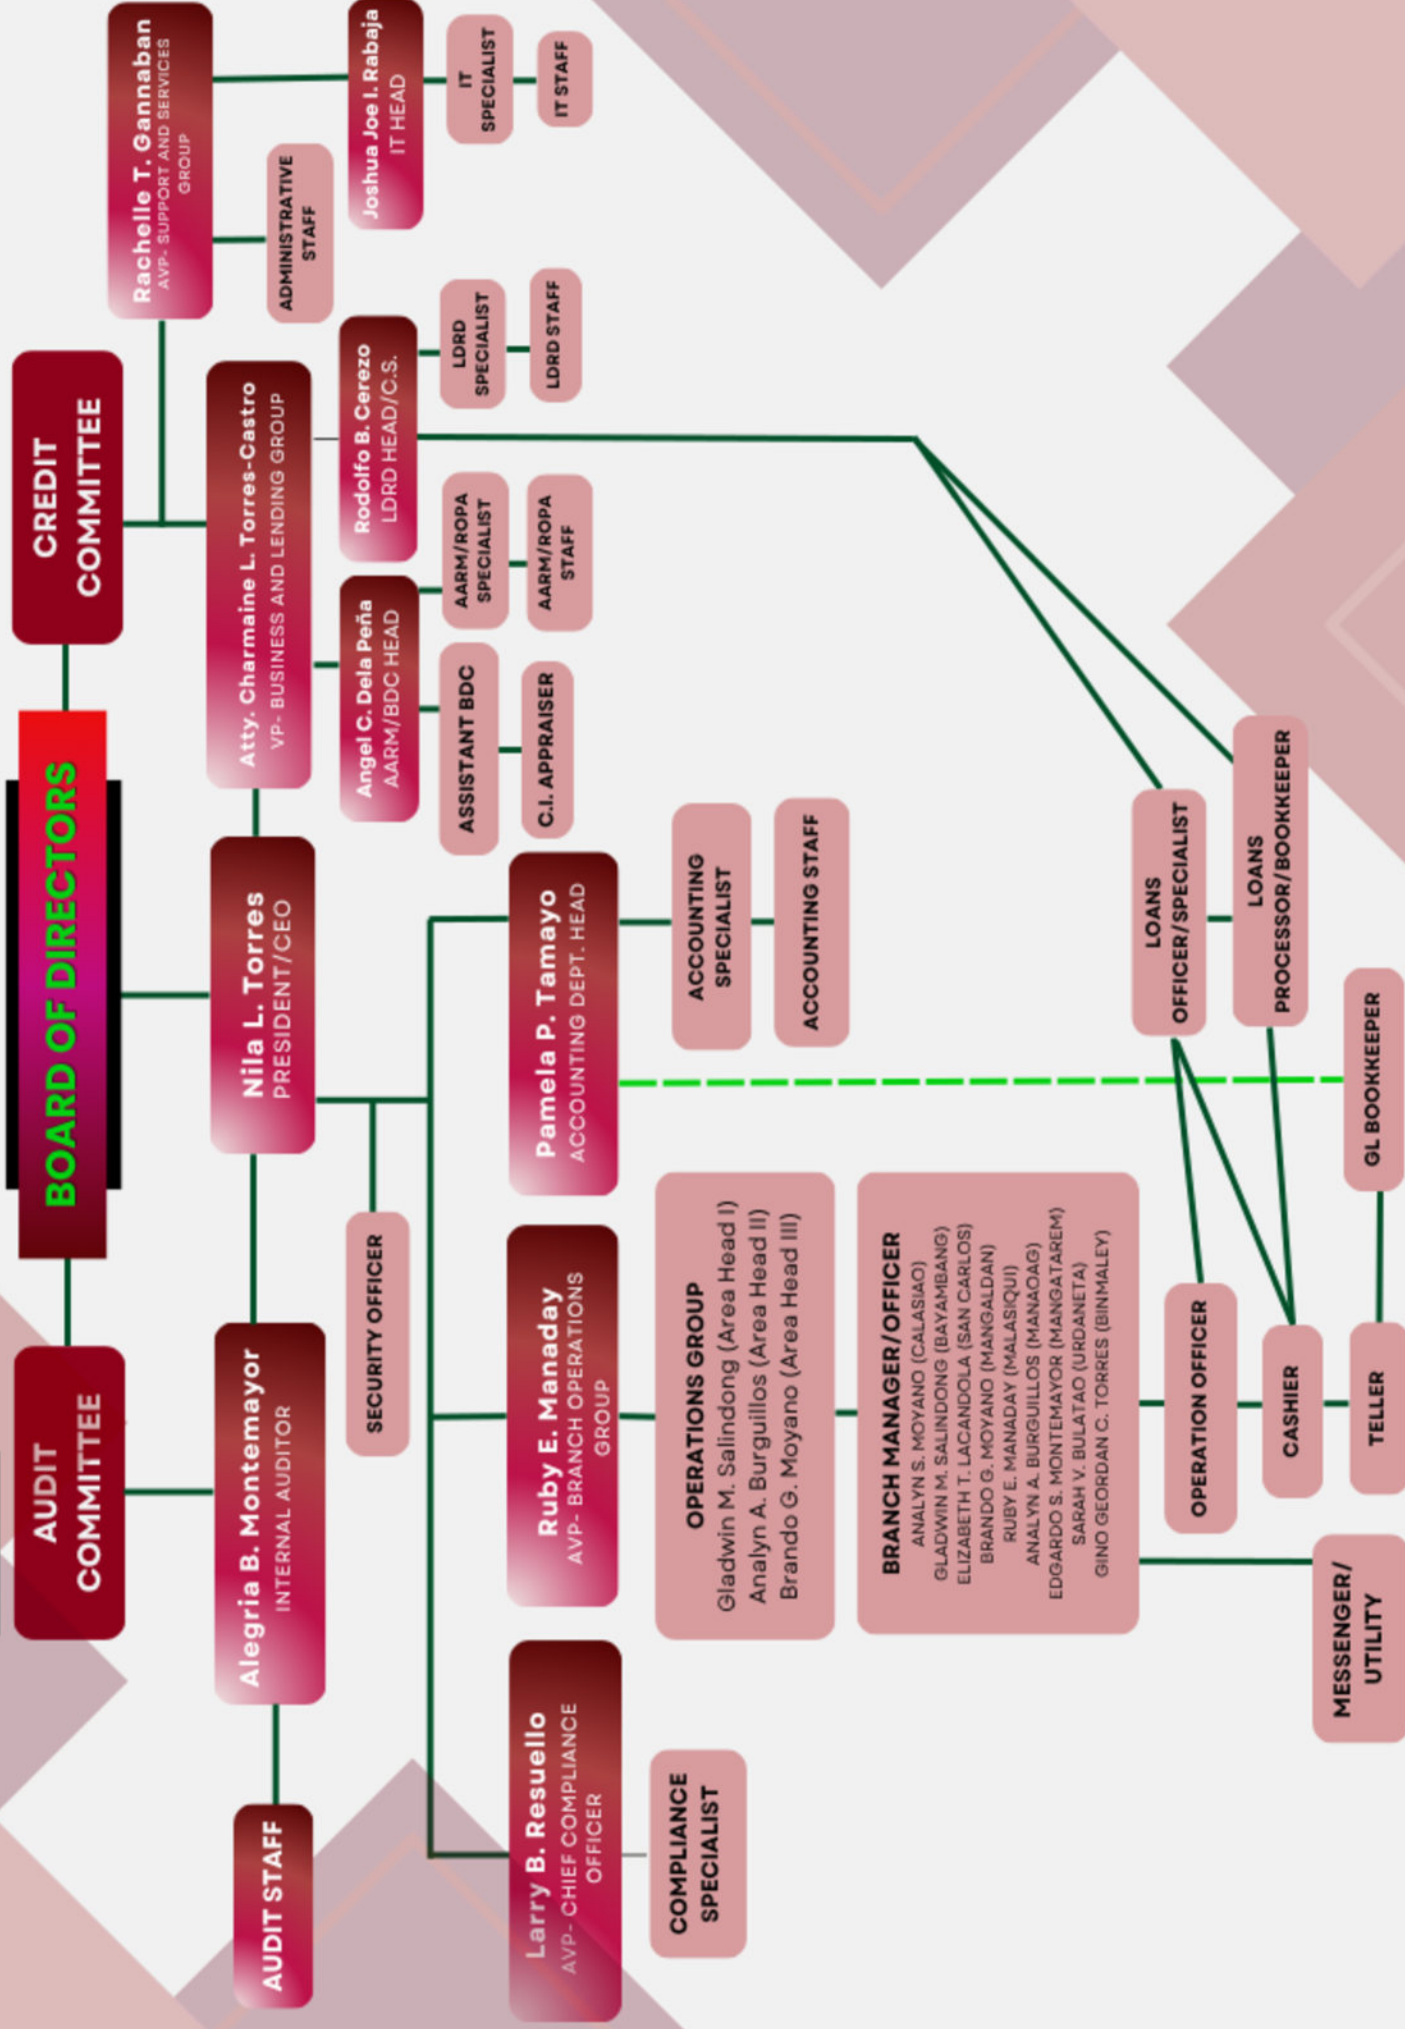 BOARD OF DIRECTORS
AUDIT
COMMITTEE
CREDIT
COMMITTEE
Rachelle T. Gannaban
AVP- SUPPORT AND SERVICES
GROUP
ADMINISTRATIVE
STAFF
Joshua Joe I. Rabaja
IT HEAD
IT
SPECIALIST
IT STAFF
AUDIT STAFF
Alegria B. Montemayor
INTERNAL AUDITOR
Nila L. Torres
PRESIDENT/CEO
Atty. Charmaine L. Torres-Castro
VP- BUSINESS AND LENDING GROUP
SECURITY OFFICER
Angel C. Dela Peña
AARM/BDC HEAD
Rodolfo B. Cerezo
LDRD HEAD/C.S.
ASSISTANT BDC
C.I. APPRAISER
AARM/ROPA
SPECIALIST
AARM/ROPA
STAFF
LDRD
SPECIALIST
LDRD STAFF
Larry B. Resuello
AVP- CHIEF COMPLIANCE
OFFICER
COMPLIANCE
SPECIALIST
Ruby E. Manaday
AVP- BRANCH OPERATIONS
GROUP
Pamela P. Tamayo
ACCOUNTING DEPT. HEAD
ACCOUNTING
SPECIALIST
ACCOUNTING STAFF
OPERATIONS GROUP
Gladwin M. Salindong (Area Head I)
Analyn A. Burguillos (Area Head II)
Brando G. Moyano (Area Head III)
BRANCH MANAGER/OFFICER
ANALYN S. MOYANO (CALASIAO)
GLADWIN M. SALINDONG (BAYAMBANG)
ELIZABETH T. LACANDOLA (SAN CARLOS)
BRANDO G. MOYANO (MANGALDAN)
RUBY E. MANADAY (MALASIQUI)
ANALYN A. BURGUILLOS (MANAOAG)
EDGARDO S. MONTEMAYOR (MANGATAREM)
SARAH V. BULATAO (URDANETA)
GINO GEORDAN C. TORRES (BINMALEY)
OPERATION OFFICER
LOANS
OFFICER/SPECIALIST
CASHIER
LOANS
PROCESSOR/BOOKKEEPER
MESSENGER/
UTILITY
TELLER
GL BOOKKEEPER